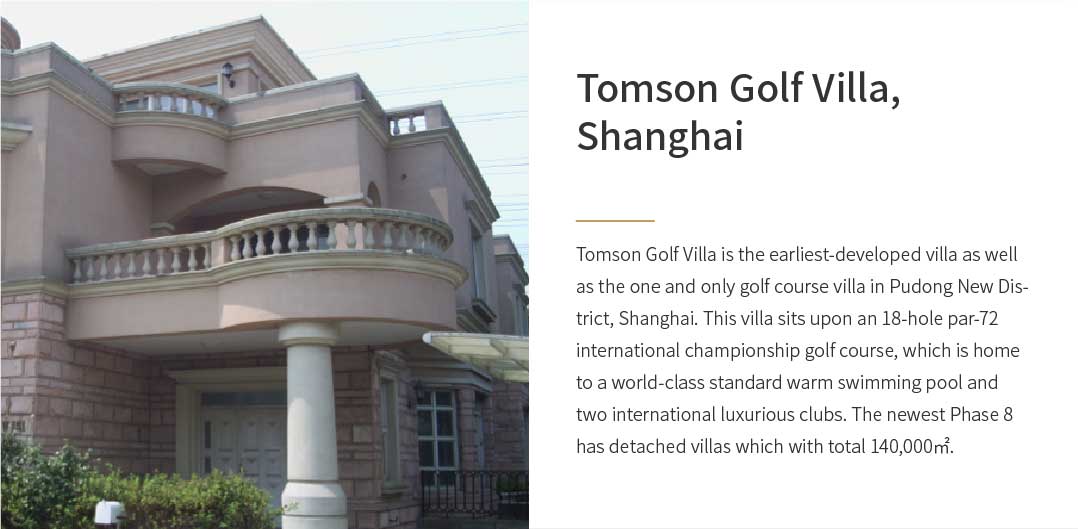 Tomson Golf Villa,
Shanghai
Tomson Golf Villa is the earliest-developed villa as well
as the one and only golf course villa in Pudong New Dis-
trict, Shanghai. This villa sits upon an 18-hole par-72
international championship golf course, which is home
to a world-class standard warm swimming pool and
two international luxurious clubs. The newest Phase 8
has detached villas which with total 140,000㎡.